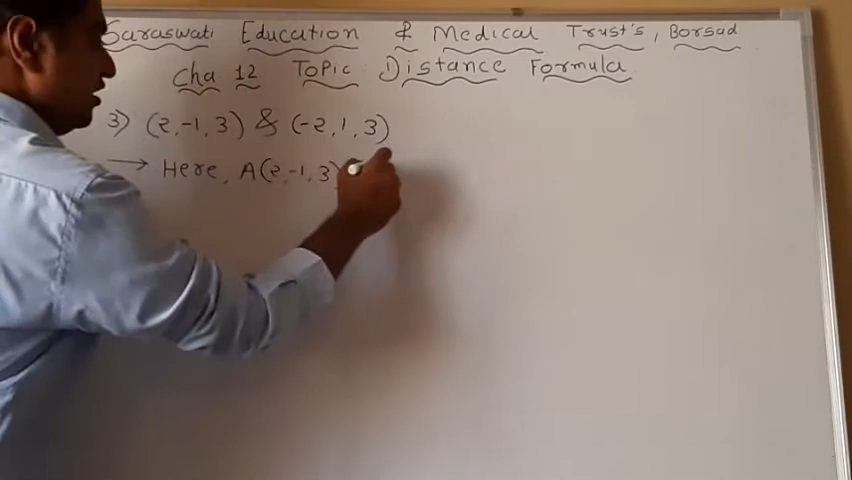 Saraswati Education & Medical Trust's, Borsad
Cha 12 Topic Distance Formula
3) (2,-1,3) & (-2,1,3)
→ Here, A(2,-1,3)